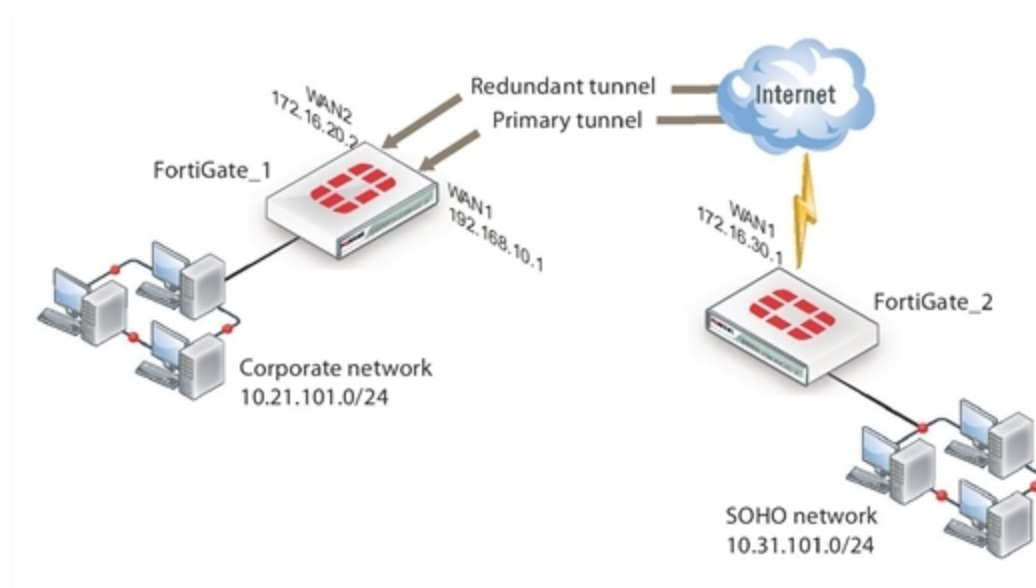 Redundant tunnel
Primary tunnel
Internet
WAN2
172.16.20.2
FortiGate_1
WAN1
192.168.10.1
WAN1
172.16.30.1
FortiGate_2
Corporate network
10.21.101.0/24
SOHO network
10.31.101.0/24